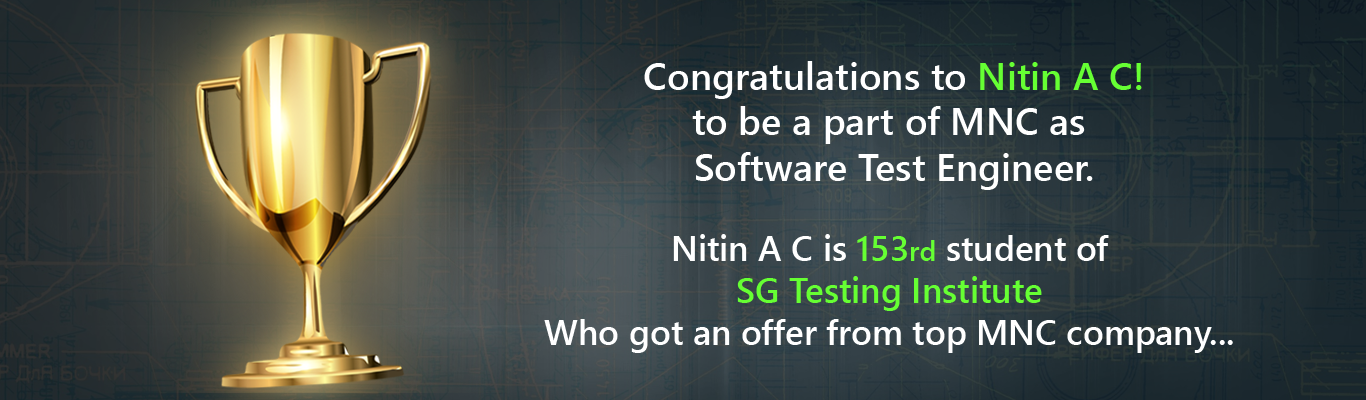 Congratulations to Nitin A C!
to be a part of MNC as
Software Test Engineer.
Nitin A C is 153rd student of
SG Testing Institute
Who got an offer from top MNC company...